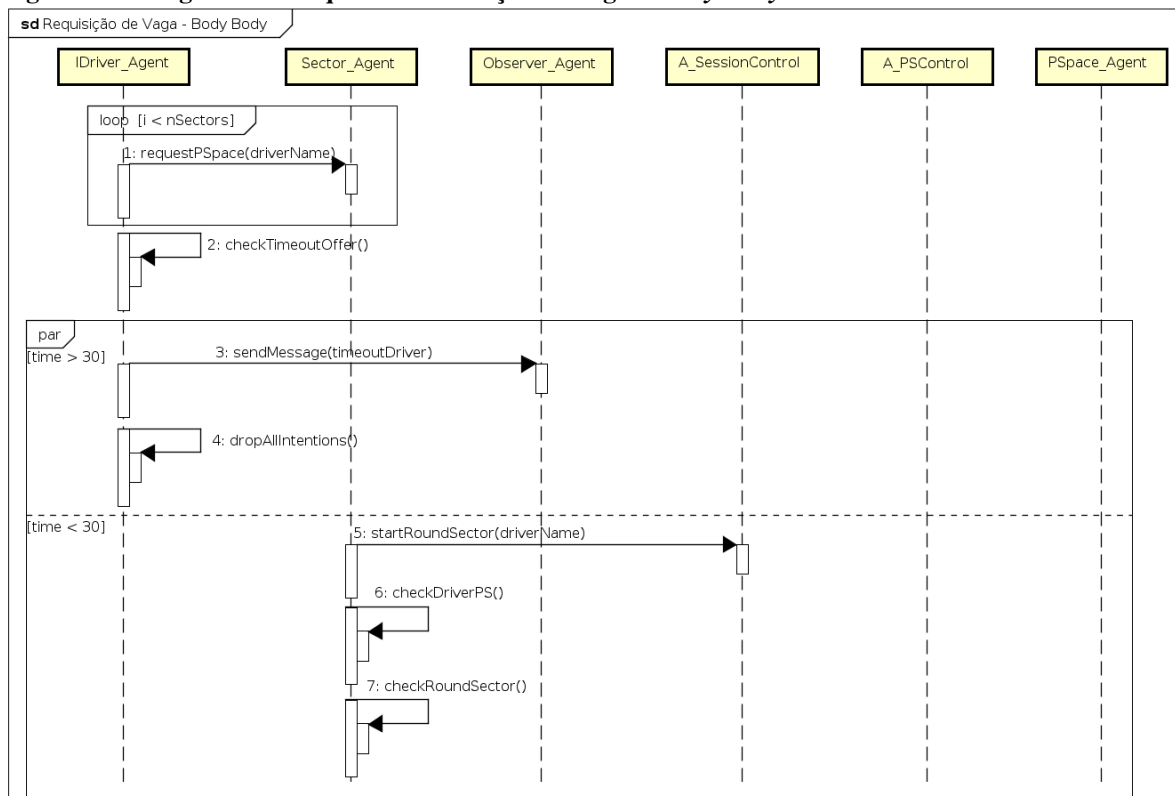 sd Requisição de Vaga - Body Body
IDriver_Agent
Sector_Agent
Observer_Agent
A_SessionControl
A_PSControl
PSpace_Agent
loop [i < nSectors]
1: requestPSpace(driverName)
2: checkTimeoutOffer()
par
[time > 30]
3: sendMessage(timeoutDriver)
4: dropAllIntentions()
[time < 30]
5: startRoundSector(driverName)
6: checkDriverPS()
7: checkRoundSector()